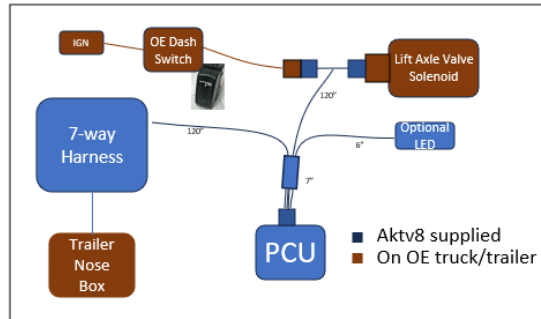 IGN
OE Dash
Switch
Lift Axle Valve
Solenoid
120"
7-way
Harness
120"
Optional
LED
6"
7"
Trailer
Nose
Box
PCU
Aktv8 supplied
On OE truck/trailer